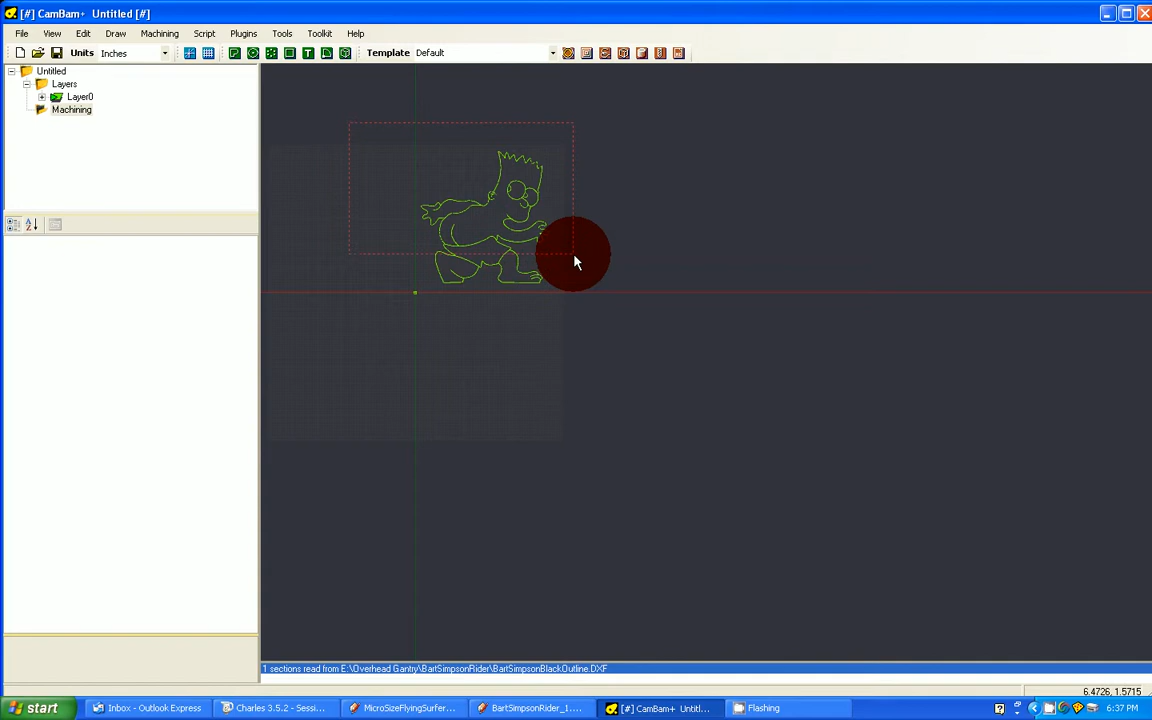 [#] CamBam+ Untitled [#]
File View Edit Draw Machining Script Plugins Tools Toolkit Help
Units Inches Template Default
Untitled
Layers
Layer0
Machining
1 sections read from E:\Overhead Gantry\BartSimpsonRider\BartSimpsonBlackOutline.DXF
6.4726, 1.5715
start Inbox - Outlook Express Charles 3.5.2 - Sessi... MicroSizeFlyingSurfer... BartSimpsonRider_1.... [#] CamBam+ Untitl... Flashing 6:37 PM